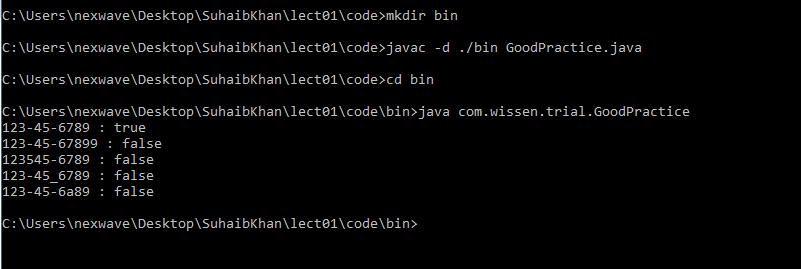 C:\Users\nexwave\Desktop\SuhaibKhan\lect01\code>mkdir bin
C:\Users\nexwave\Desktop\SuhaibKhan\lect01\code>javac -d ./bin GoodPractice.java
C:\Users\nexwave\Desktop\SuhaibKhan\lect01\code>cd bin
C:\Users\nexwave\Desktop\SuhaibKhan\lect01\code\bin>java com.wissen.trial.GoodPractice
123-45-6789 : true
123-45-67899 : false
123545-6789 : false
123-45_6789 : false
123-45-6a89 : false
C:\Users\nexwave\Desktop\SuhaibKhan\lect01\code\bin>